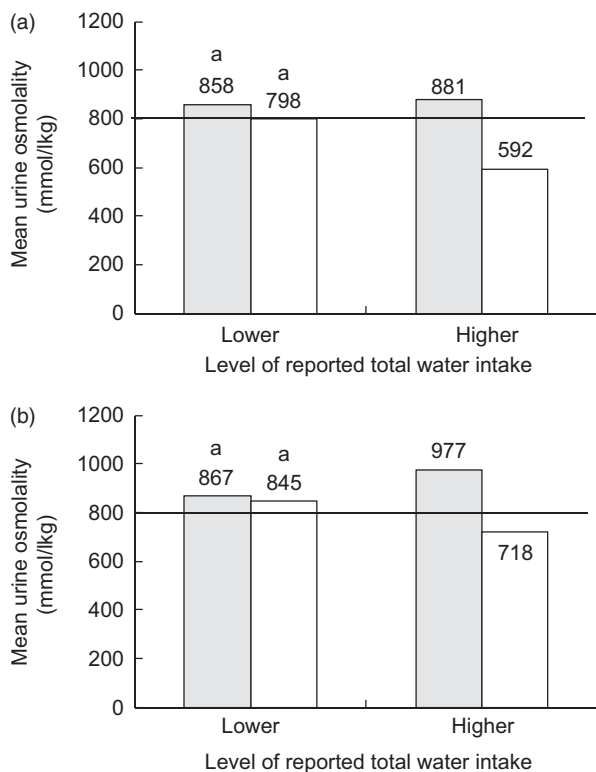 (a)
Mean urine osmolality
(mmol/lkg)
1200
1000
800
600
400
200
0
a
858
a
798
881
592
Lower
Higher
Level of reported total water intake
(b)
Mean urine osmolality
(mmol/lkg)
1200
1000
800
600
400
200
0
a
867
a
845
977
718
Lower
Higher
Level of reported total water intake